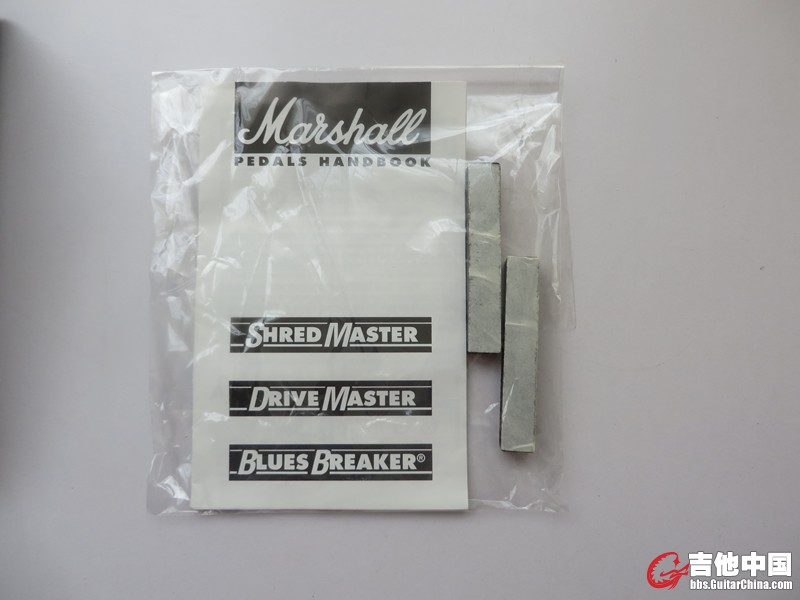 Marshall
PEDALS HANDBOOK
SHRED MASTER
DRIVE MASTER
BLUES BREAKER®
吉他中国
bbs.GuitarChina.com